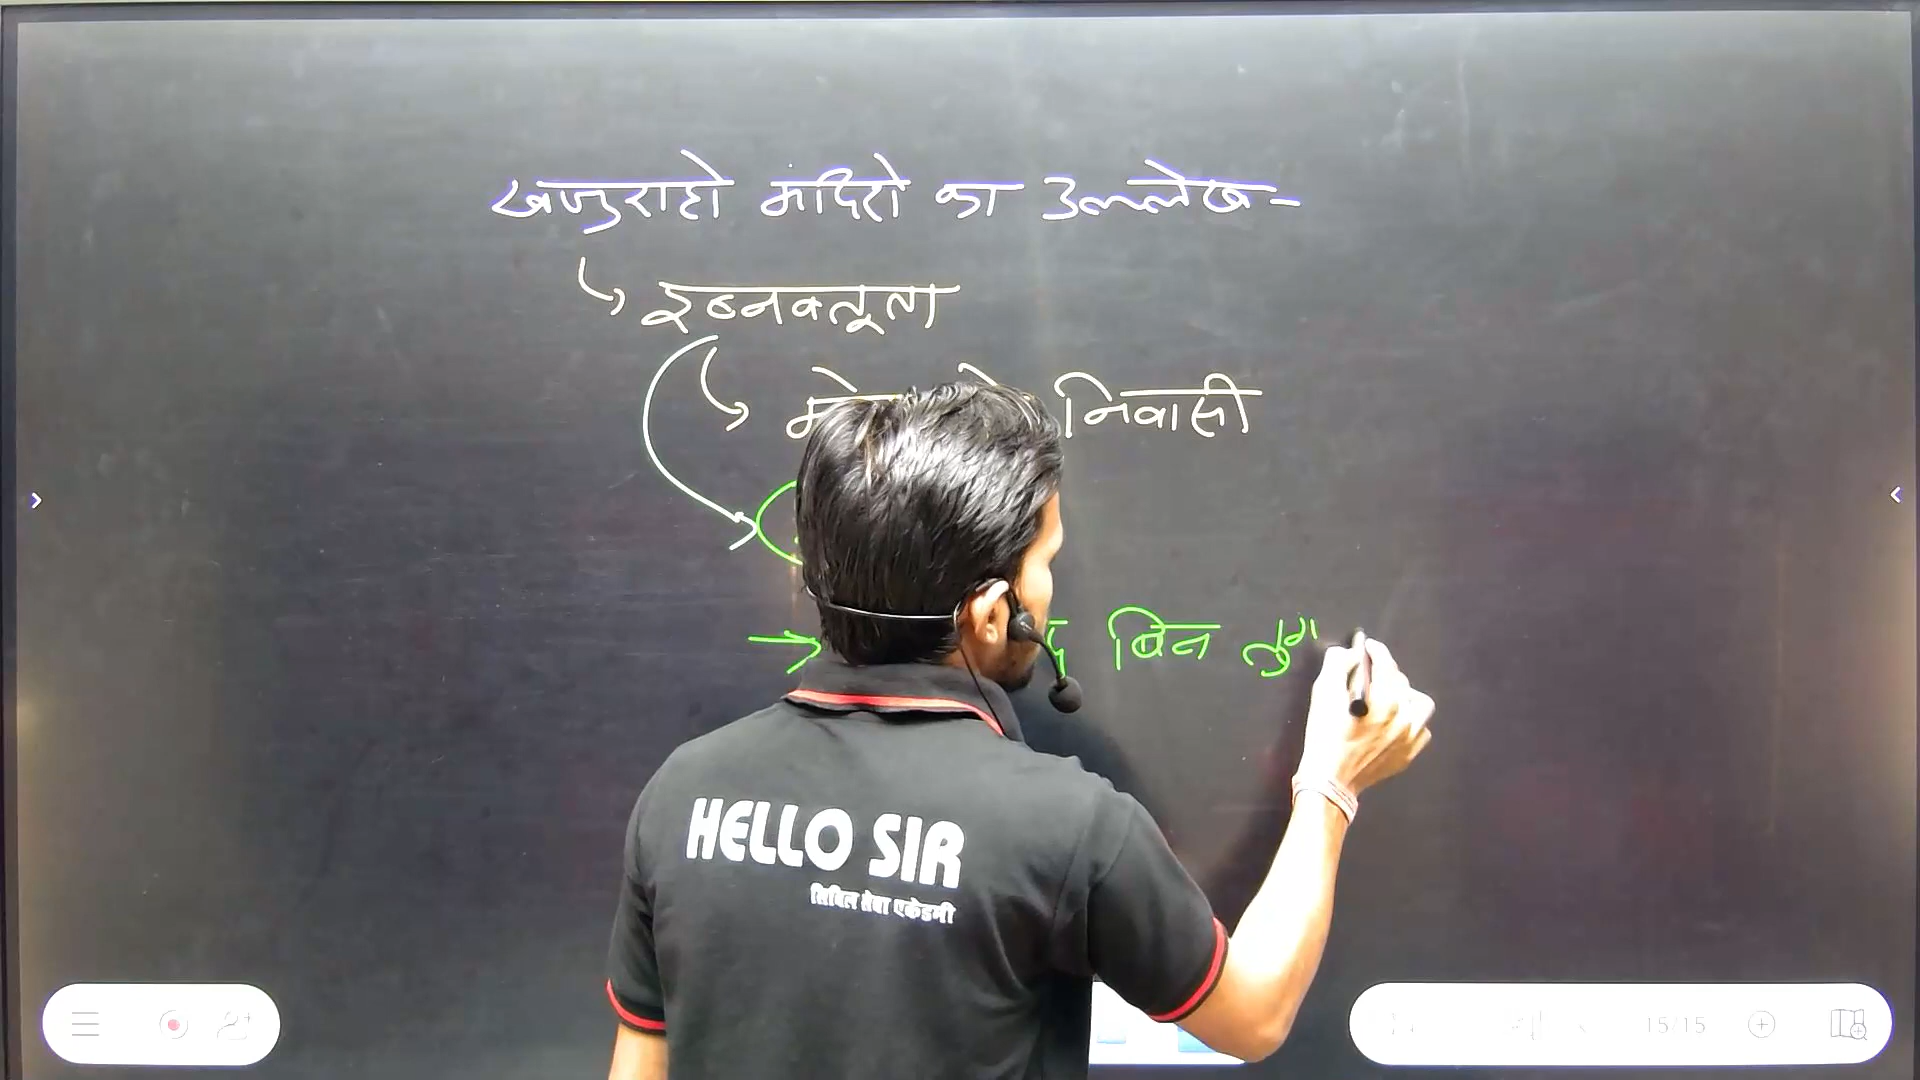 खजुराहो मंदिरो का उल्लेख-
इब्नबतूता
निवासी
बिन तुग
HELLO SIR
सिविल सेवा एकेडमी
15/15